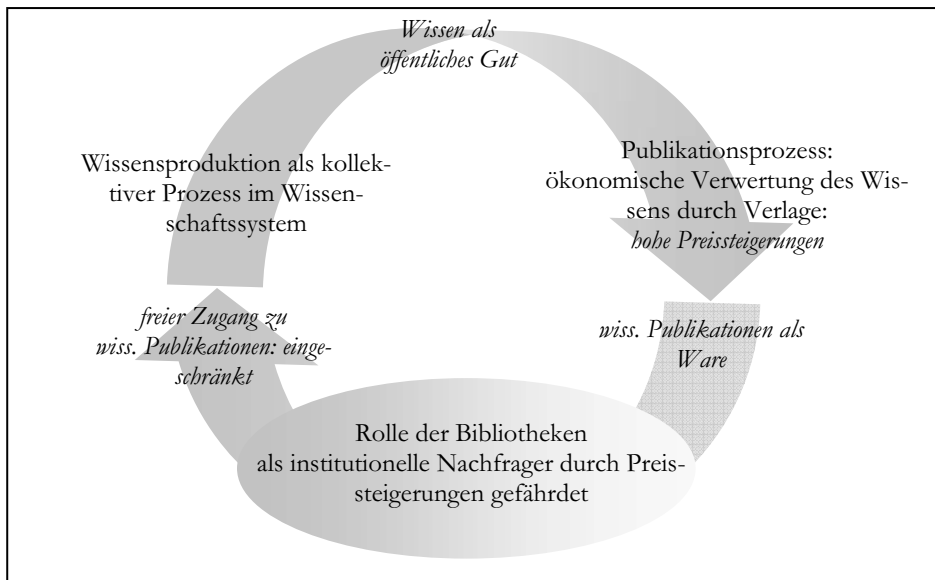 Wissen als
öffentliches Gut
Wissensproduktion als kollek-
tiver Prozess im Wissen-
schaftssystem
Publikationsprozess:
ökonomische Verwertung des Wis-
sens durch Verlage:
hohe Preissteigerungen
freier Zugang zu
wiss. Publikationen: einge-
schränkt
wiss. Publikationen als
Ware
Rolle der Bibliotheken
als institutionelle Nachfrager durch Preis-
steigerungen gefährdet